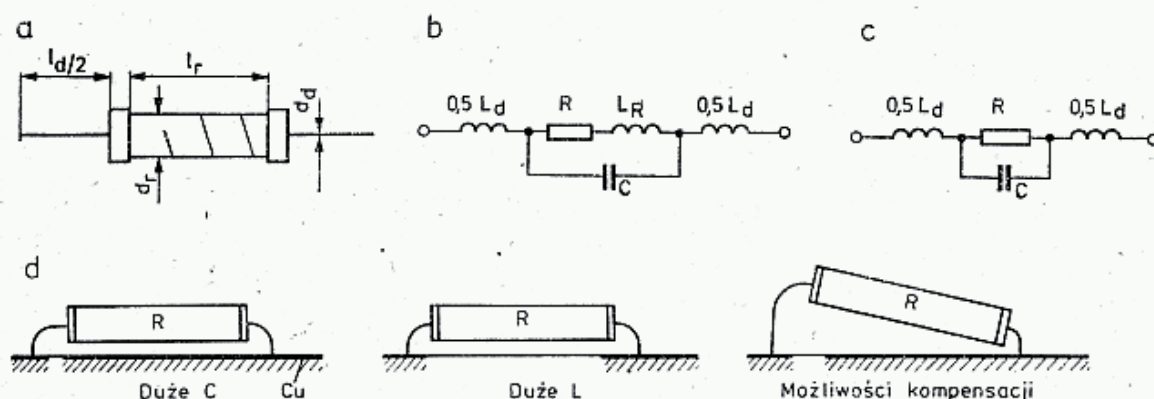 a
l_d/2
l_r
d_d
d_r
b
0,5 L_d
R
L_R
0,5 L_d
C
c
0,5 L_d
R
0,5 L_d
C
d
R
Duże C
Cu
R
Duże L
R
Możliwości kompensacji